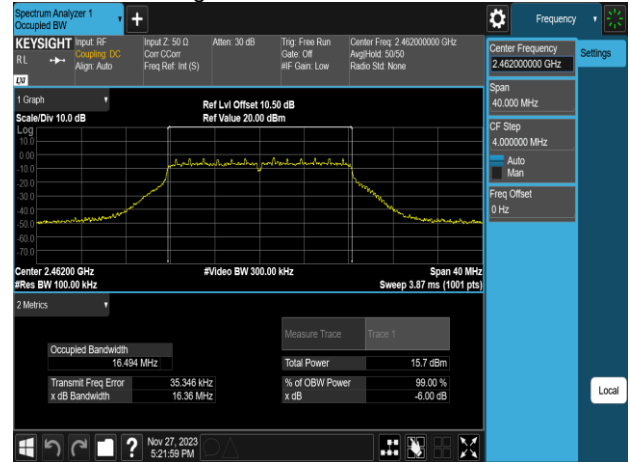 Spectrum Analyzer 1
Occupied BW
Frequency
KEYSIGHT Input: RF Input Z: 50 Ω Atten: 30 dB Trig: Free Run Center Freq: 2.462000000 GHz
RL Coupling: DC Corr CCorr Gate: Off Avg|Hold: 50/50
Align: Auto Freq Ref: Int (S) #IF Gain: Low Radio Std: None
LXI
Center Frequency
2.462000000 GHz
Settings
Span
40.000 MHz
CF Step
4.000000 MHz
Auto
Man
Freq Offset
0 Hz
Local
1 Graph
Ref Lvl Offset 10.50 dB
Scale/Div 10.0 dB Ref Value 20.00 dBm
Log
10.0
0.00
-10.0
-20.0
-30.0
-40.0
-50.0
-60.0
-70.0
Center 2.46200 GHz #Video BW 300.00 kHz Span 40 MHz
#Res BW 100.00 kHz Sweep 3.87 ms (1001 pts)
2 Metrics
Measure Trace Trace 1
Occupied Bandwidth
16.494 MHz Total Power 15.7 dBm
Transmit Freq Error 35.346 kHz % of OBW Power 99.00 %
x dB Bandwidth 16.36 MHz x dB -6.00 dB
? Nov 27, 2023
5:21:59 PM